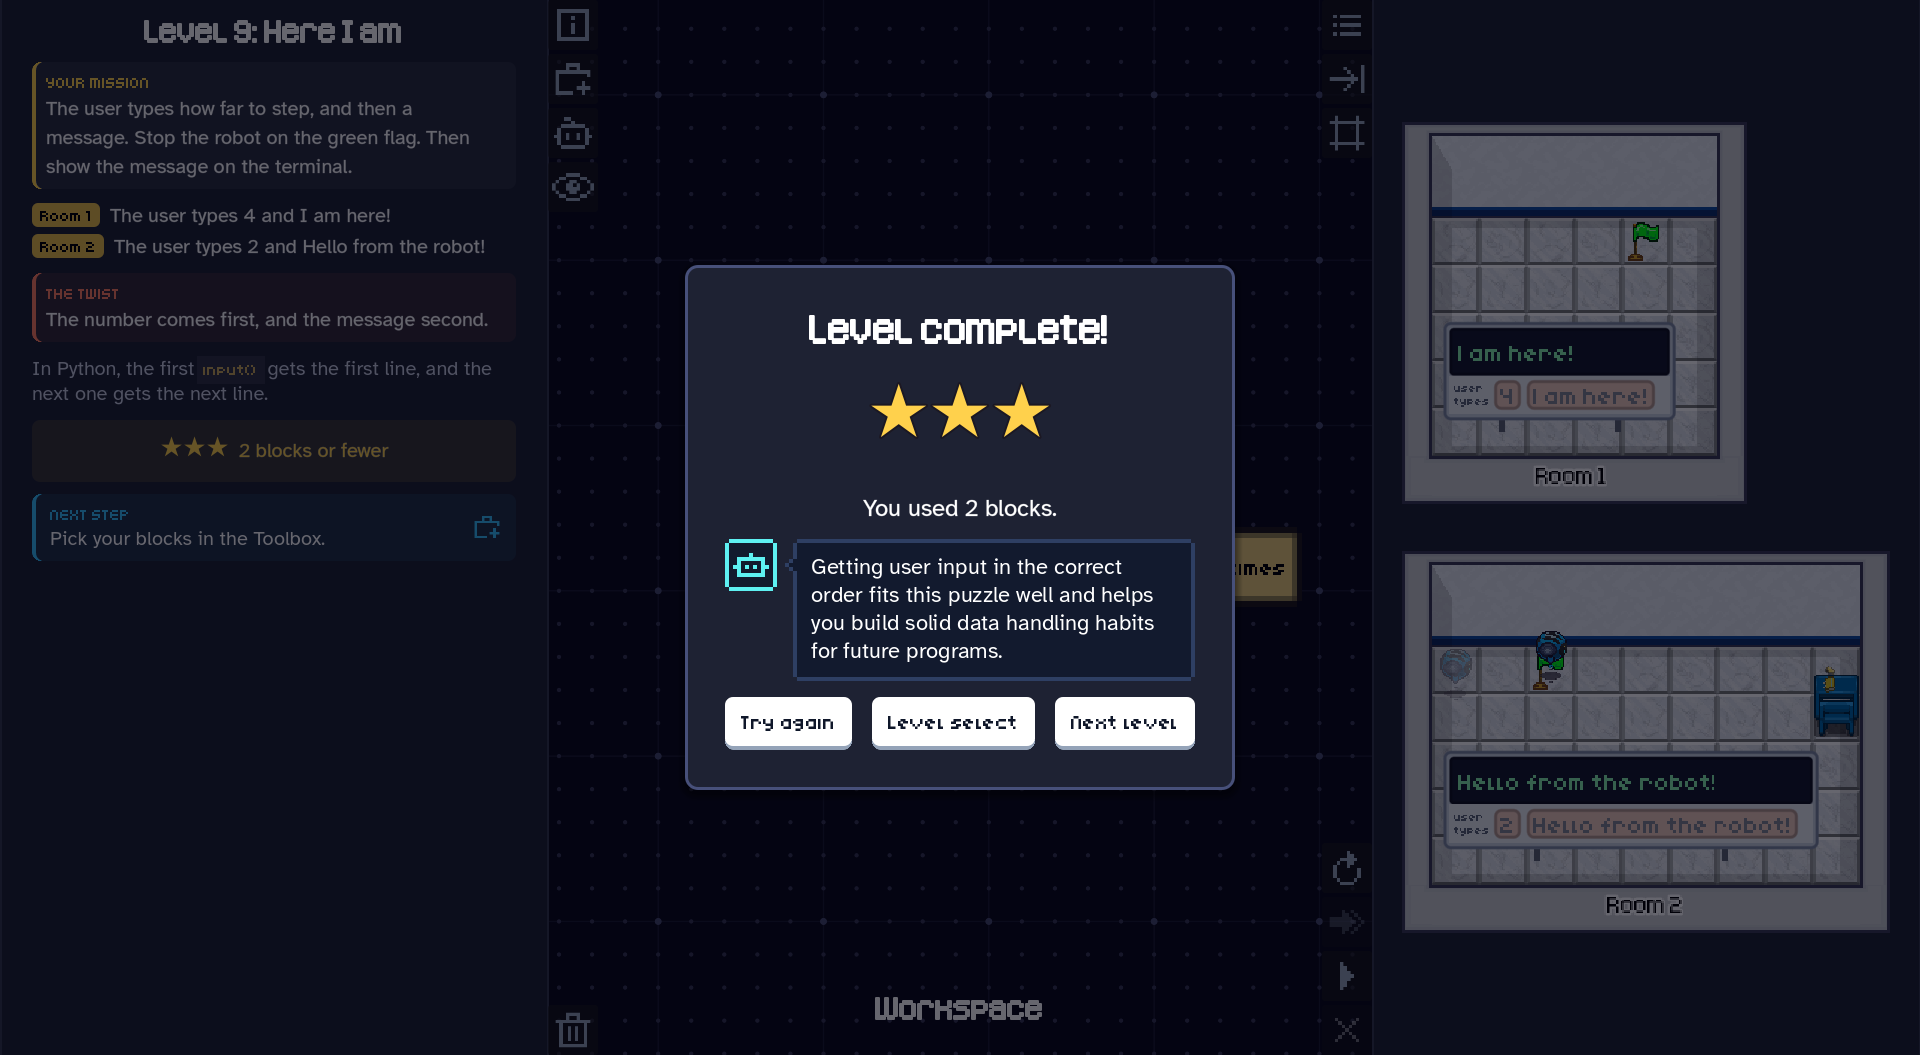 Level 9: Here I am
YOUR MISSION
The user types how far to step, and then a
message. Stop the robot on the green flag. Then
show the message on the terminal.
Room 1 The user types 4 and I am here!
Room 2 The user types 2 and Hello from the robot!
THE TWIST
The number comes first, and the message second.
In Python, the first input() gets the first line, and the
next one gets the next line.
★★★ 2 blocks or fewer
NEXT STEP
Pick your blocks in the Toolbox.
Level complete!
You used 2 blocks.
Getting user input in the correct
order fits this puzzle well and helps
you build solid data handling habits
for future programs.
Try again
Level select
Next level
Workspace
I am here!
user types 4 I am here!
Room 1
Hello from the robot!
user types 2 Hello from the robot!
Room 2